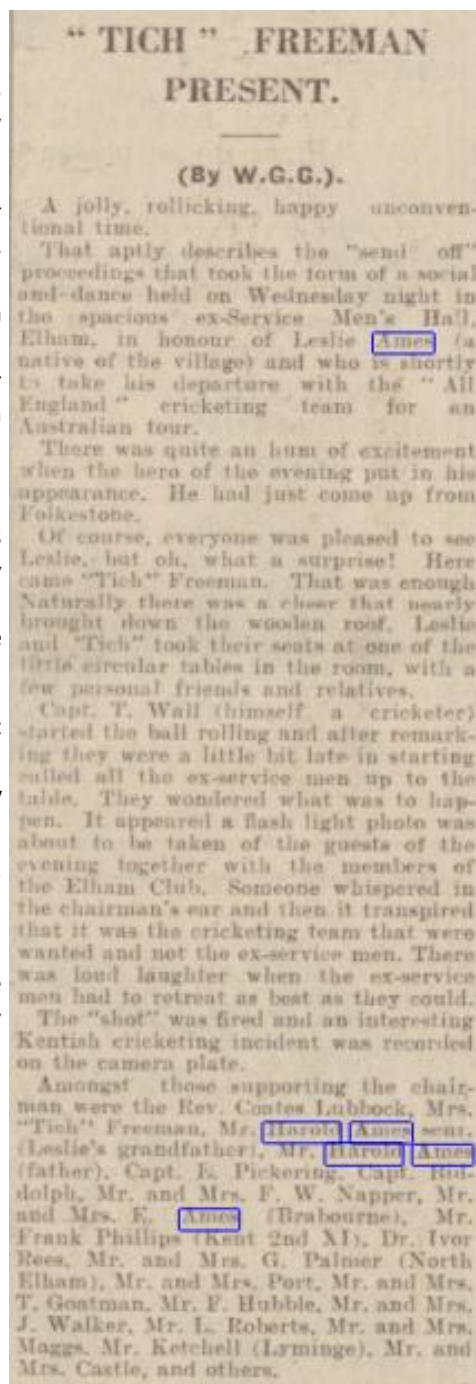 “ TICH ” FREEMAN
PRESENT.
(By W.G.G.).
A jolly, rollicking, happy unconven-
tional time.
That aptly describes the "send off"
proceedings that took the form of a social
and dance held on Wednesday night in
the spacious ex-Service Men's Hall,
Elham, in honour of Leslie Ames (a
native of the village) and who is shortly
to take his departure with the " All
England " cricketing team for an
Australian tour.
There was quite an hum of excitement
when the hero of the evening put in his
appearance. He had just come up from
Folkestone.
Of course, everyone was pleased to see
Leslie, but oh, what a surprise! Here
came "Tich" Freeman. That was enough
Naturally there was a cheer that nearly
brought down the wooden roof. Leslie
and "Tich" took their seats at one of the
little circular tables in the room, with a
few personal friends and relatives.
Capt. T. Wall (himself a cricketer)
started the ball rolling and after remark-
ing they were a little bit late in starting
called all the ex-service men up to the
table. They wondered what was to hap-
pen. It appeared a flash light photo was
about to be taken of the guests of the
evening together with the members of
the Elham Club. Someone whispered in
the chairman's ear and then it transpired
that it was the cricketing team that were
wanted and not the ex-service men. There
was loud laughter when the ex-service
men had to retreat as best as they could.
The "shot" was fired and an interesting
Kentish cricketing incident was recorded
on the camera plate.
Amongst those supporting the chair-
man were the Rev. Coates Lubbock, Mrs.
"Tich" Freeman, Mr. Harold Ames senr.
(Leslie's grandfather), Mr. Harold Ames
(father), Capt. E. Pickering, Capt. Rid-
dolph, Mr. and Mrs. F. W. Napper, Mr.
and Mrs. E. Ames (Brabourne), Mr.
Frank Phillips (Kent 2nd XI), Dr. Ivor
Rees, Mr. and Mrs. G. Palmer (North
Elham), Mr. and Mrs. Port, Mr. and Mrs.
T. Goatman, Mr. F. Hubble, Mr. and Mrs.
J. Walker, Mr. L. Roberts, Mr. and Mrs.
Maggs, Mr. Ketchell (Lyminge), Mr. and
Mrs. Castle, and others.